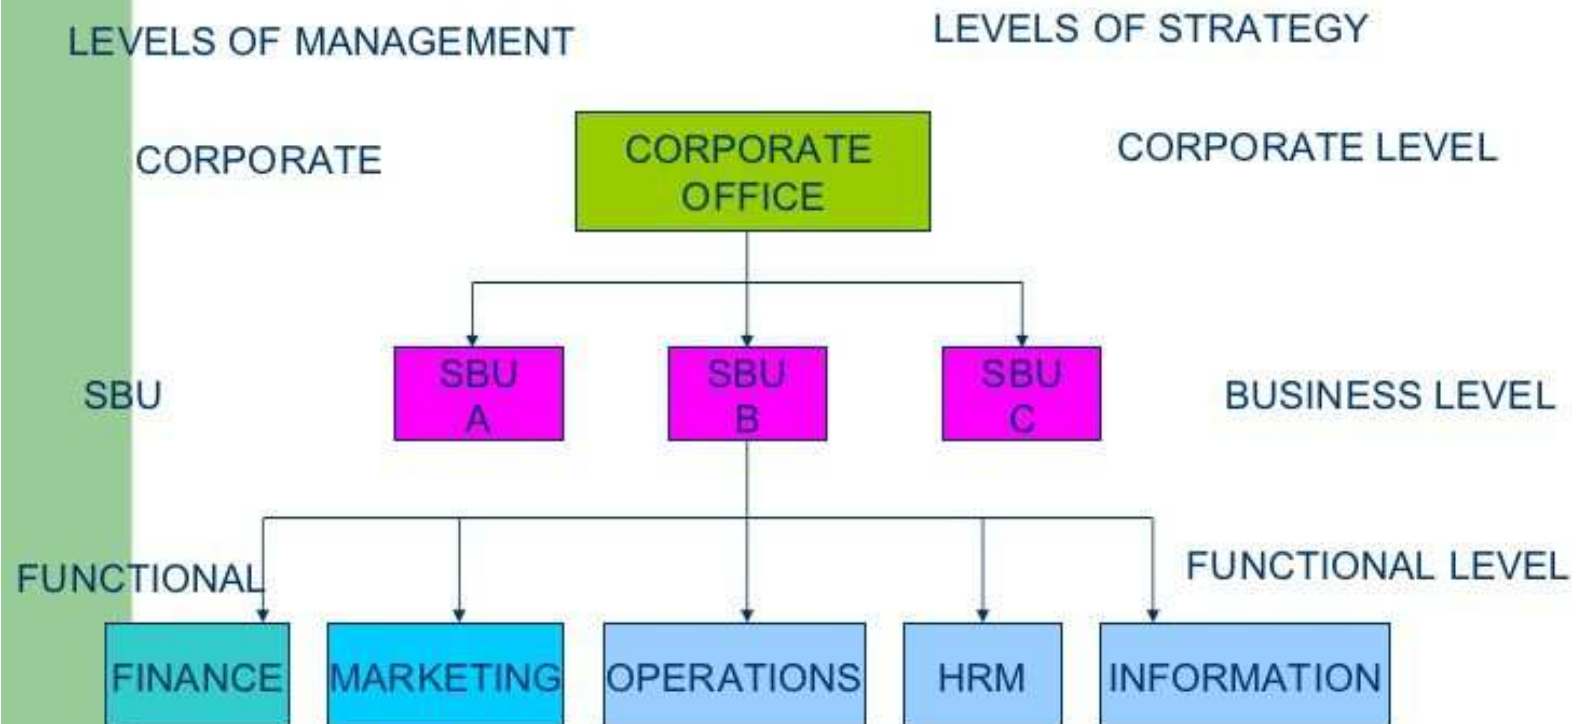 LEVELS OF MANAGEMENT
LEVELS OF STRATEGY
CORPORATE
CORPORATE
OFFICE
CORPORATE LEVEL
SBU
SBU
A
SBU
B
SBU
C
BUSINESS LEVEL
FUNCTIONAL
FUNCTIONAL LEVEL
FINANCE
MARKETING
OPERATIONS
HRM
INFORMATION